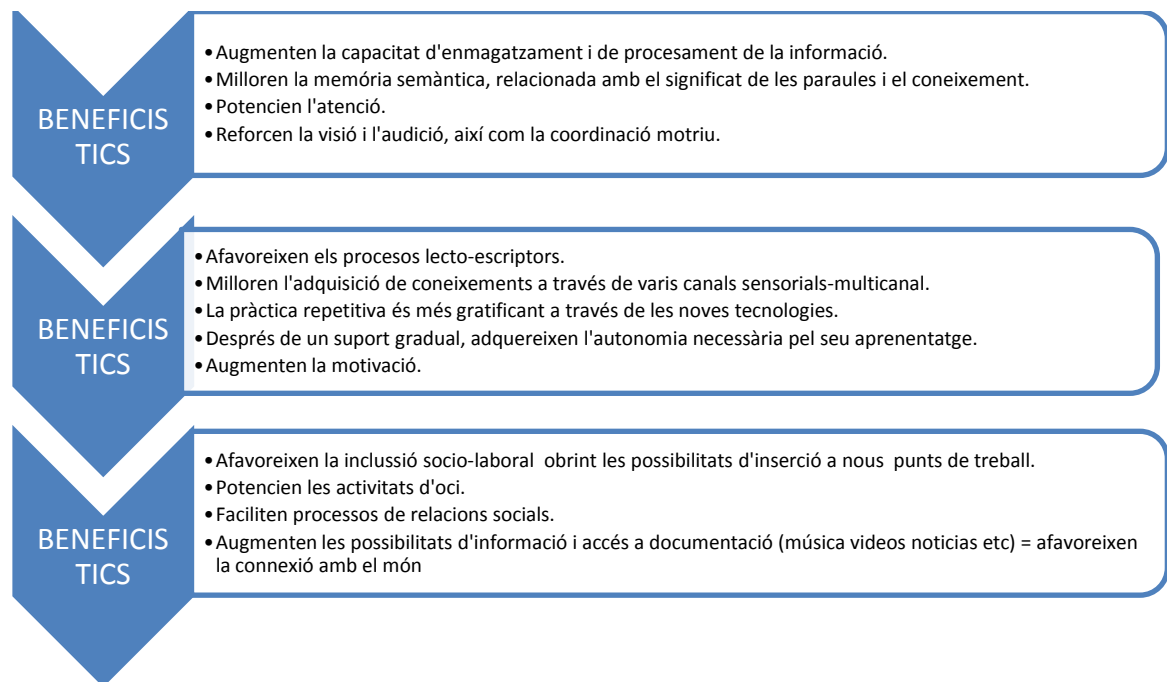 BENEFICIS
TICS
•Augmenten la capacitat d'enmagatzament i de procesament de la informació.
•Milloren la memória semàntica, relacionada amb el significat de les paraules i el coneixement.
•Potencien l'atenció.
•Reforcen la visió i l'audició, així com la coordinació motriu.
BENEFICIS
TICS
•Afavoreixen els procesos lecto-escriptors.
•Milloren l'adquisició de coneixements a través de varis canals sensorials-multicanal.
•La pràctica repetitiva és més gratificant a través de les noves tecnologies.
•Després de un suport gradual, adquereixen l'autonomia necessària pel seu aprenentatge.
•Augmenten la motivació.
BENEFICIS
TICS
•Afavoreixen la inclussió socio-laboral obrint les possibilitats d'inserció a nous punts de treball.
•Potencien les activitats d'oci.
•Faciliten processos de relacions socials.
•Augmenten les possibilitats d'informació i accés a documentació (música videos noticias etc) = afavoreixen
la connexió amb el món